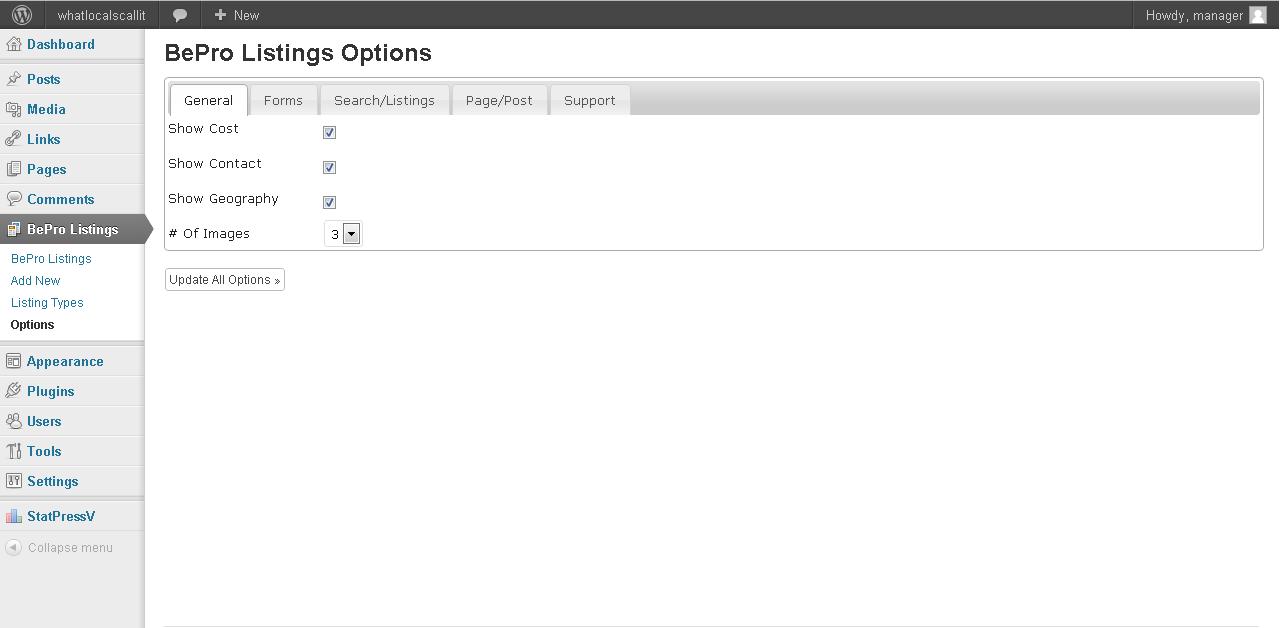 whatlocalscallit New Howdy, manager
Dashboard
Posts
Media
Links
Pages
Comments
BePro Listings
BePro Listings
Add New
Listing Types
Options
Appearance
Plugins
Users
Tools
Settings
StatPressV
Collapse menu
BePro Listings Options
General Forms Search/Listings Page/Post Support
Show Cost
Show Contact
Show Geography
# Of Images 3
Update All Options »